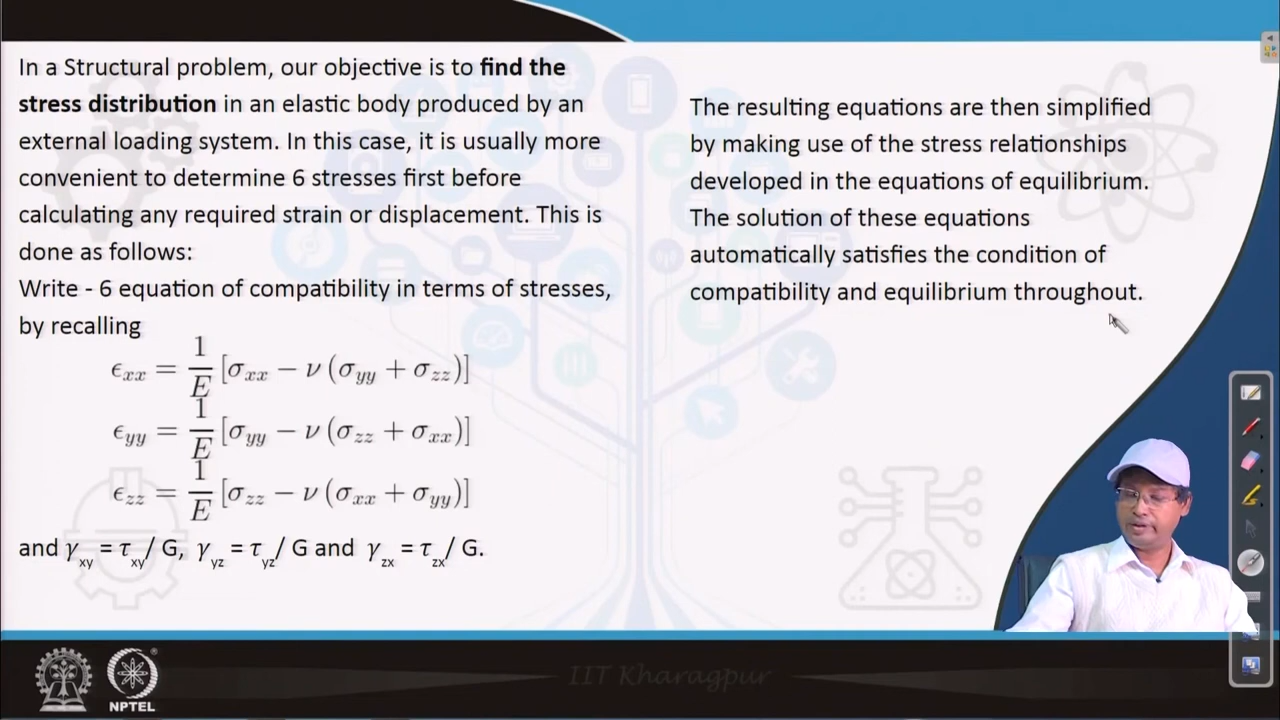 In a Structural problem, our objective is to find the
stress distribution in an elastic body produced by an
external loading system. In this case, it is usually more
convenient to determine 6 stresses first before
calculating any required strain or displacement. This is
done as follows:
Write - 6 equation of compatibility in terms of stresses,
by recalling
ϵxx = 1/E [σxx − ν (σyy + σzz)]
ϵyy = 1/E [σyy − ν (σzz + σxx)]
ϵzz = 1/E [σzz − ν (σxx + σyy)]
and γxy = τxy/ G, γyz = τyz/ G and γzx = τzx/ G.
The resulting equations are then simplified
by making use of the stress relationships
developed in the equations of equilibrium.
The solution of these equations
automatically satisfies the condition of
compatibility and equilibrium throughout.
IIT Kharagpur
NPTEL